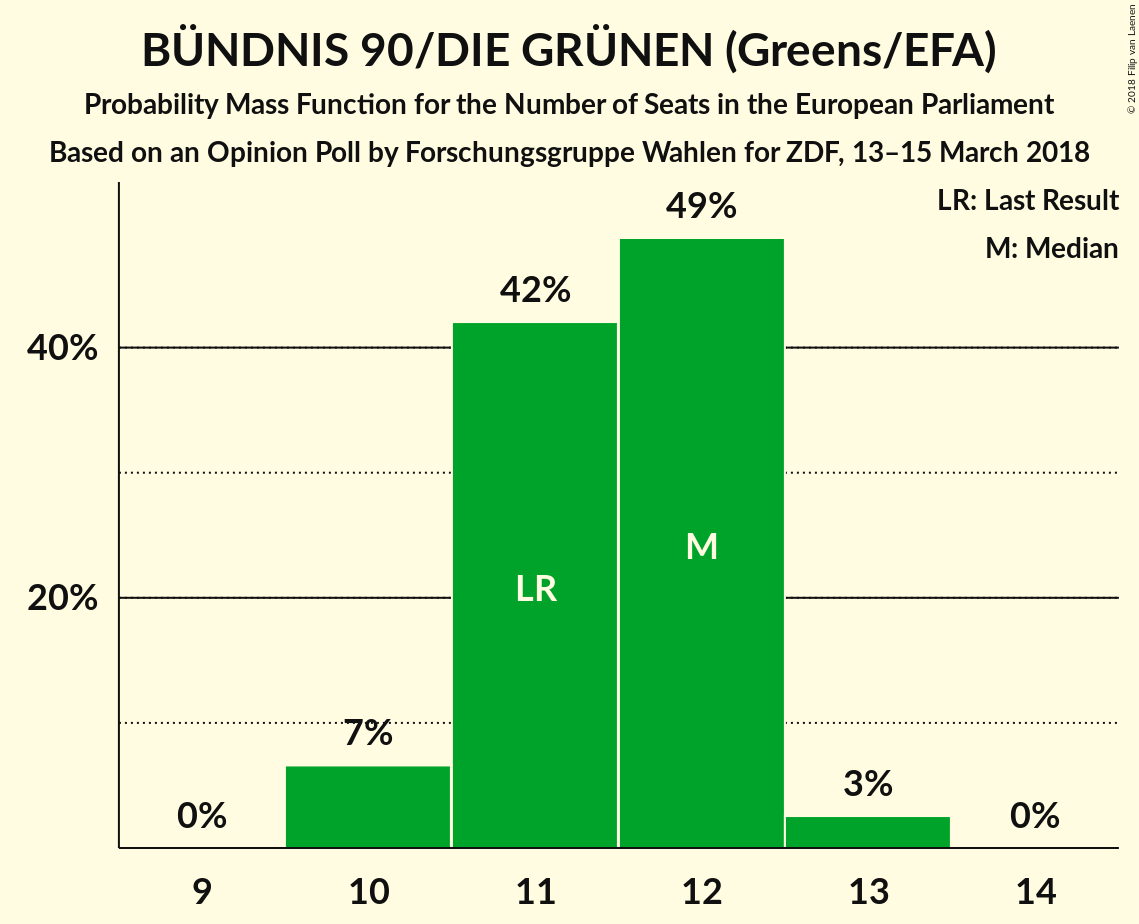 BÜNDNIS 90/DIE GRÜNEN (Greens/EFA)
Probability Mass Function for the Number of Seats in the European Parliament
Based on an Opinion Poll by Forschungsgruppe Wahlen for ZDF, 13–15 March 2018
© 2018 Filip van Laenen
LR: Last Result
M: Median
49%
42%
40%
M
LR
20%
7%
3%
0%
0%
9 10 11 12 13 14